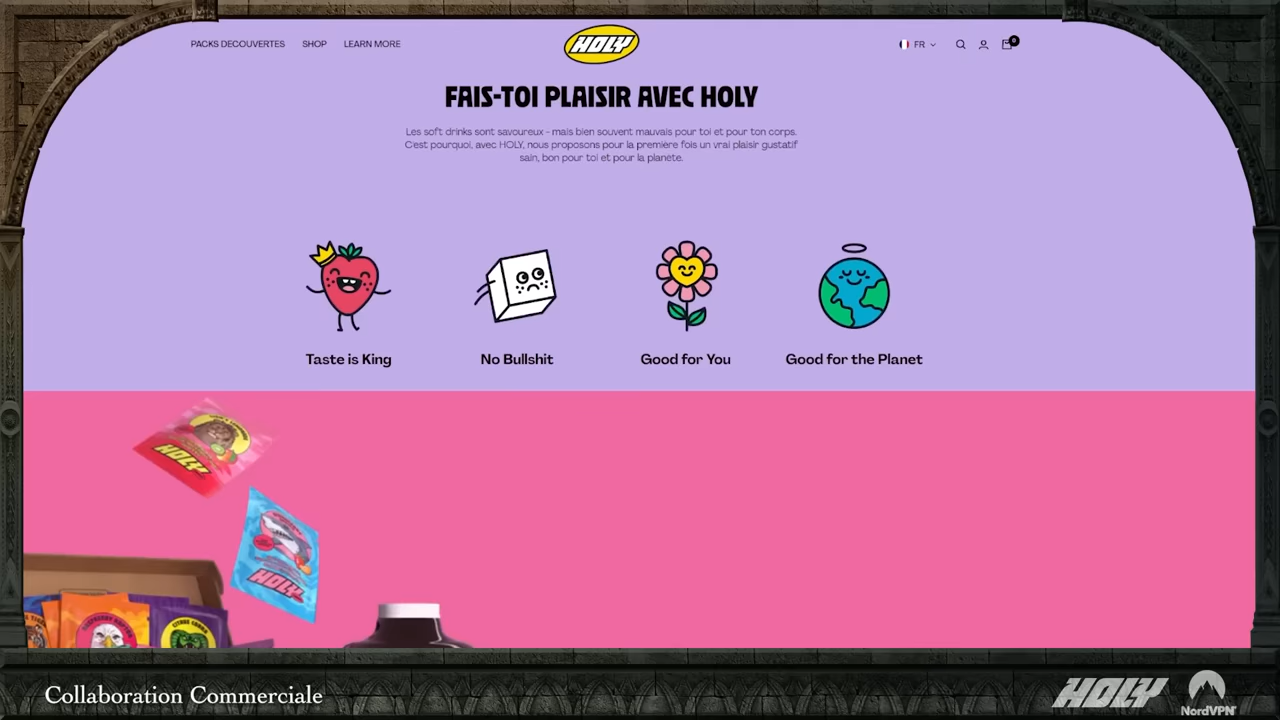 PACKS DECOUVERTES
SHOP
LEARN MORE
HOLY
FR
0
FAIS-TOI PLAISIR AVEC HOLY
Les soft drinks sont savoureux - mais bien souvent mauvais pour toi et pour ton corps.
C'est pourquoi, avec HOLY, nous proposons pour la première fois un vrai plaisir gustatif
sain, bon pour toi et pour la planète.
Taste is King
No Bullshit
Good for You
Good for the Planet
HOLY
HOLY
Collaboration Commerciale
HOLY
NordVPN